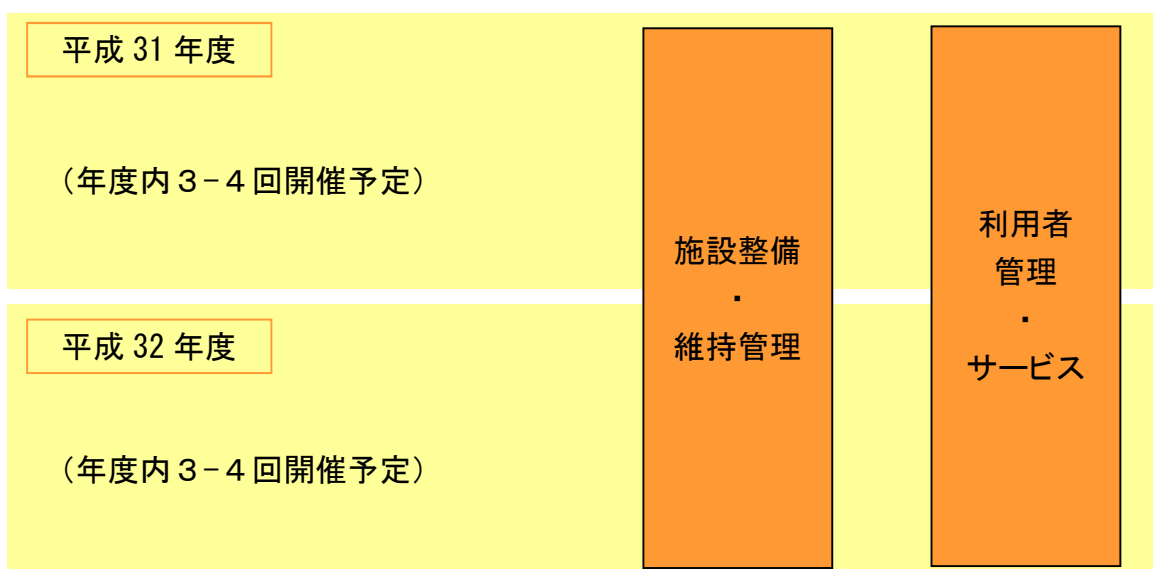 平成 31 年度
（年度内３−４回開催予定）
平成 32 年度
（年度内３−４回開催予定）
施設整備
・
維持管理
利用者
管理
・
サービス